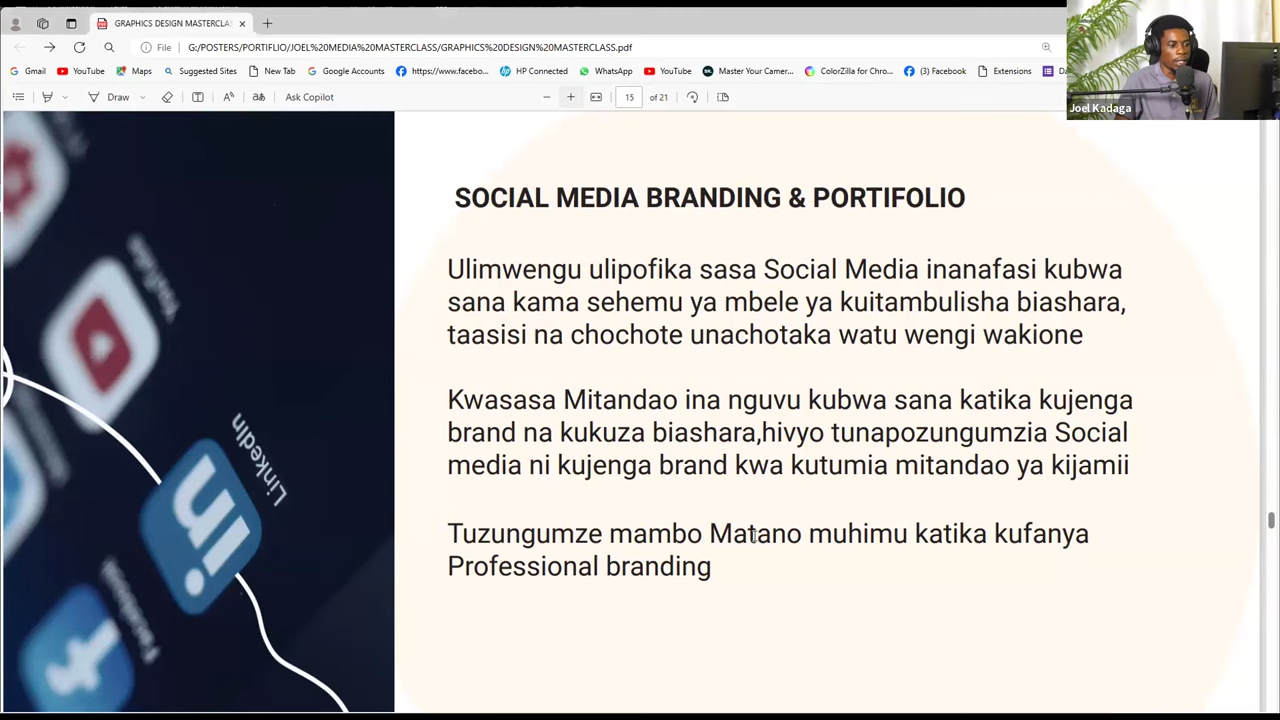 GRAPHICS DESIGN MASTERCLA
File
G:/POSTERS/PORTIFLIO/JOEL%20MEDIA%20MASTERCLASS/GRAPHICS%20DESIGN%20MASTERCLASS.pdf
Gmail YouTube Maps Suggested Sites New Tab Google Accounts https://www.facebo... HP Connected WhatsApp YouTube Master Your Camer... ColorZilla for Chro... (3) Facebook Extensions
Draw Ask Copilot 15 of 21
Joel Kadaga
SOCIAL MEDIA BRANDING & PORTIFOLIO
Ulimwengu ulipofika sasa Social Media inanafasi kubwa
sana kama sehemu ya mbele ya kuitambulisha biashara,
taasisi na chochote unachotaka watu wengi wakione
Kwasasa Mitandao ina nguvu kubwa sana katika kujenga
brand na kukuza biashara,hivyo tunapozungumzia Social
media ni kujenga brand kwa kutumia mitandao ya kijamii
Tuzungumze mambo Matano muhimu katika kufanya
Professional branding
YouTube
LinkedIn
in
Facebook
f